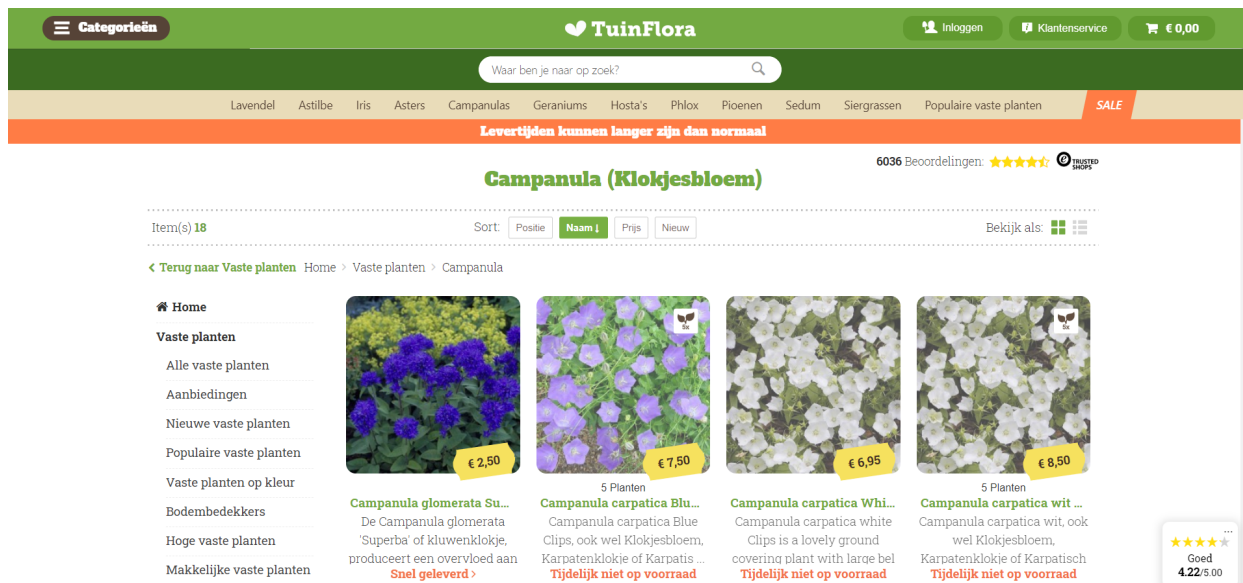 Categorieën
TuinFlora
Inloggen
Klantenservice
€ 0,00
Waar ben je naar op zoek?
Lavendel Astilbe Iris Asters Campanulas Geraniums Hosta's Phlox Pioenen Sedum Siergrassen Populaire vaste planten SALE
Levertijden kunnen langer zijn dan normaal
6036 Beoordelingen: TRUSTED SHOPS
Campanula (Klokjesbloem)
Item(s) 18
Sort: Positie Naam Prijs Nieuw
Bekijk als:
Terug naar Vaste planten Home > Vaste planten > Campanula
Home
Vaste planten
Alle vaste planten
Aanbiedingen
Nieuwe vaste planten
Populaire vaste planten
Vaste planten op kleur
Bodembedekkers
Hoge vaste planten
Makkelijke vaste planten
€ 2,50
Campanula glomerata Su...
De Campanula glomerata
'Superba' of kluwenklokje,
produceert een overvloed aan
Snel geleverd >
5x
€ 7,50
5 Planten
Campanula carpatica Blu...
Campanula carpatica Blue
Clips, ook wel Klokjesbloem,
Karpatenklokje of Karpatis ...
Tijdelijk niet op voorraad
€ 6,95
Campanula carpatica Whi...
Campanula carpatica white
Clips is a lovely ground
covering plant with large bel
Tijdelijk niet op voorraad
5x
€ 8,50
5 Planten
Campanula carpatica wit ...
Campanula carpatica wit, ook
wel Klokjesbloem,
Karpatenklokje of Karpatisch
Tijdelijk niet op voorraad
...
Goed
4.22/5.00